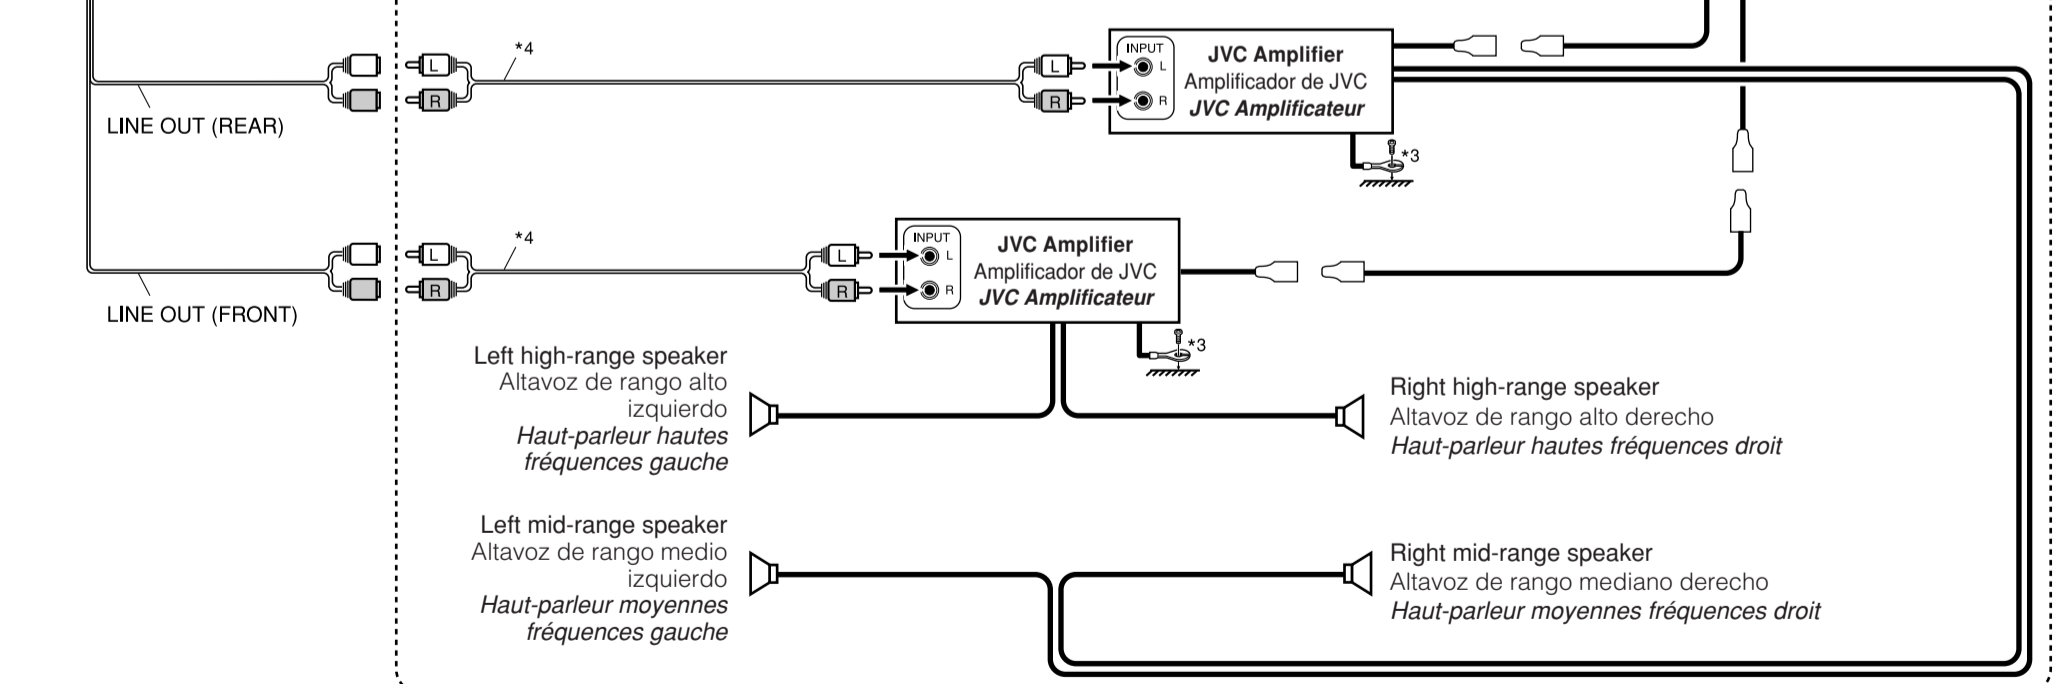 *4
L
R
LINE OUT (REAR)
L
R
INPUT
L
R
JVC Amplifier
Amplificador de JVC
JVC Amplificateur
*3
*4
L
R
LINE OUT (FRONT)
L
R
INPUT
L
R
JVC Amplifier
Amplificador de JVC
JVC Amplificateur
*3
Left high-range speaker
Altavoz de rango alto
izquierdo
Haut-parleur hautes
fréquences gauche
Right high-range speaker
Altavoz de rango alto derecho
Haut-parleur hautes fréquences droit
Left mid-range speaker
Altavoz de rango medio
izquierdo
Haut-parleur moyennes
fréquences gauche
Right mid-range speaker
Altavoz de rango mediano derecho
Haut-parleur moyennes fréquences droit